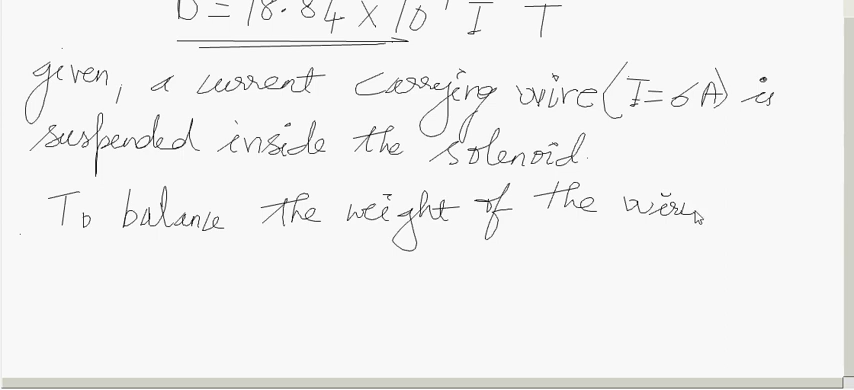 B = 18.84 X 10 I T
given, a current carrying wire (I=6A) is
suspended inside the solenoid.
To balance the weight of the wire